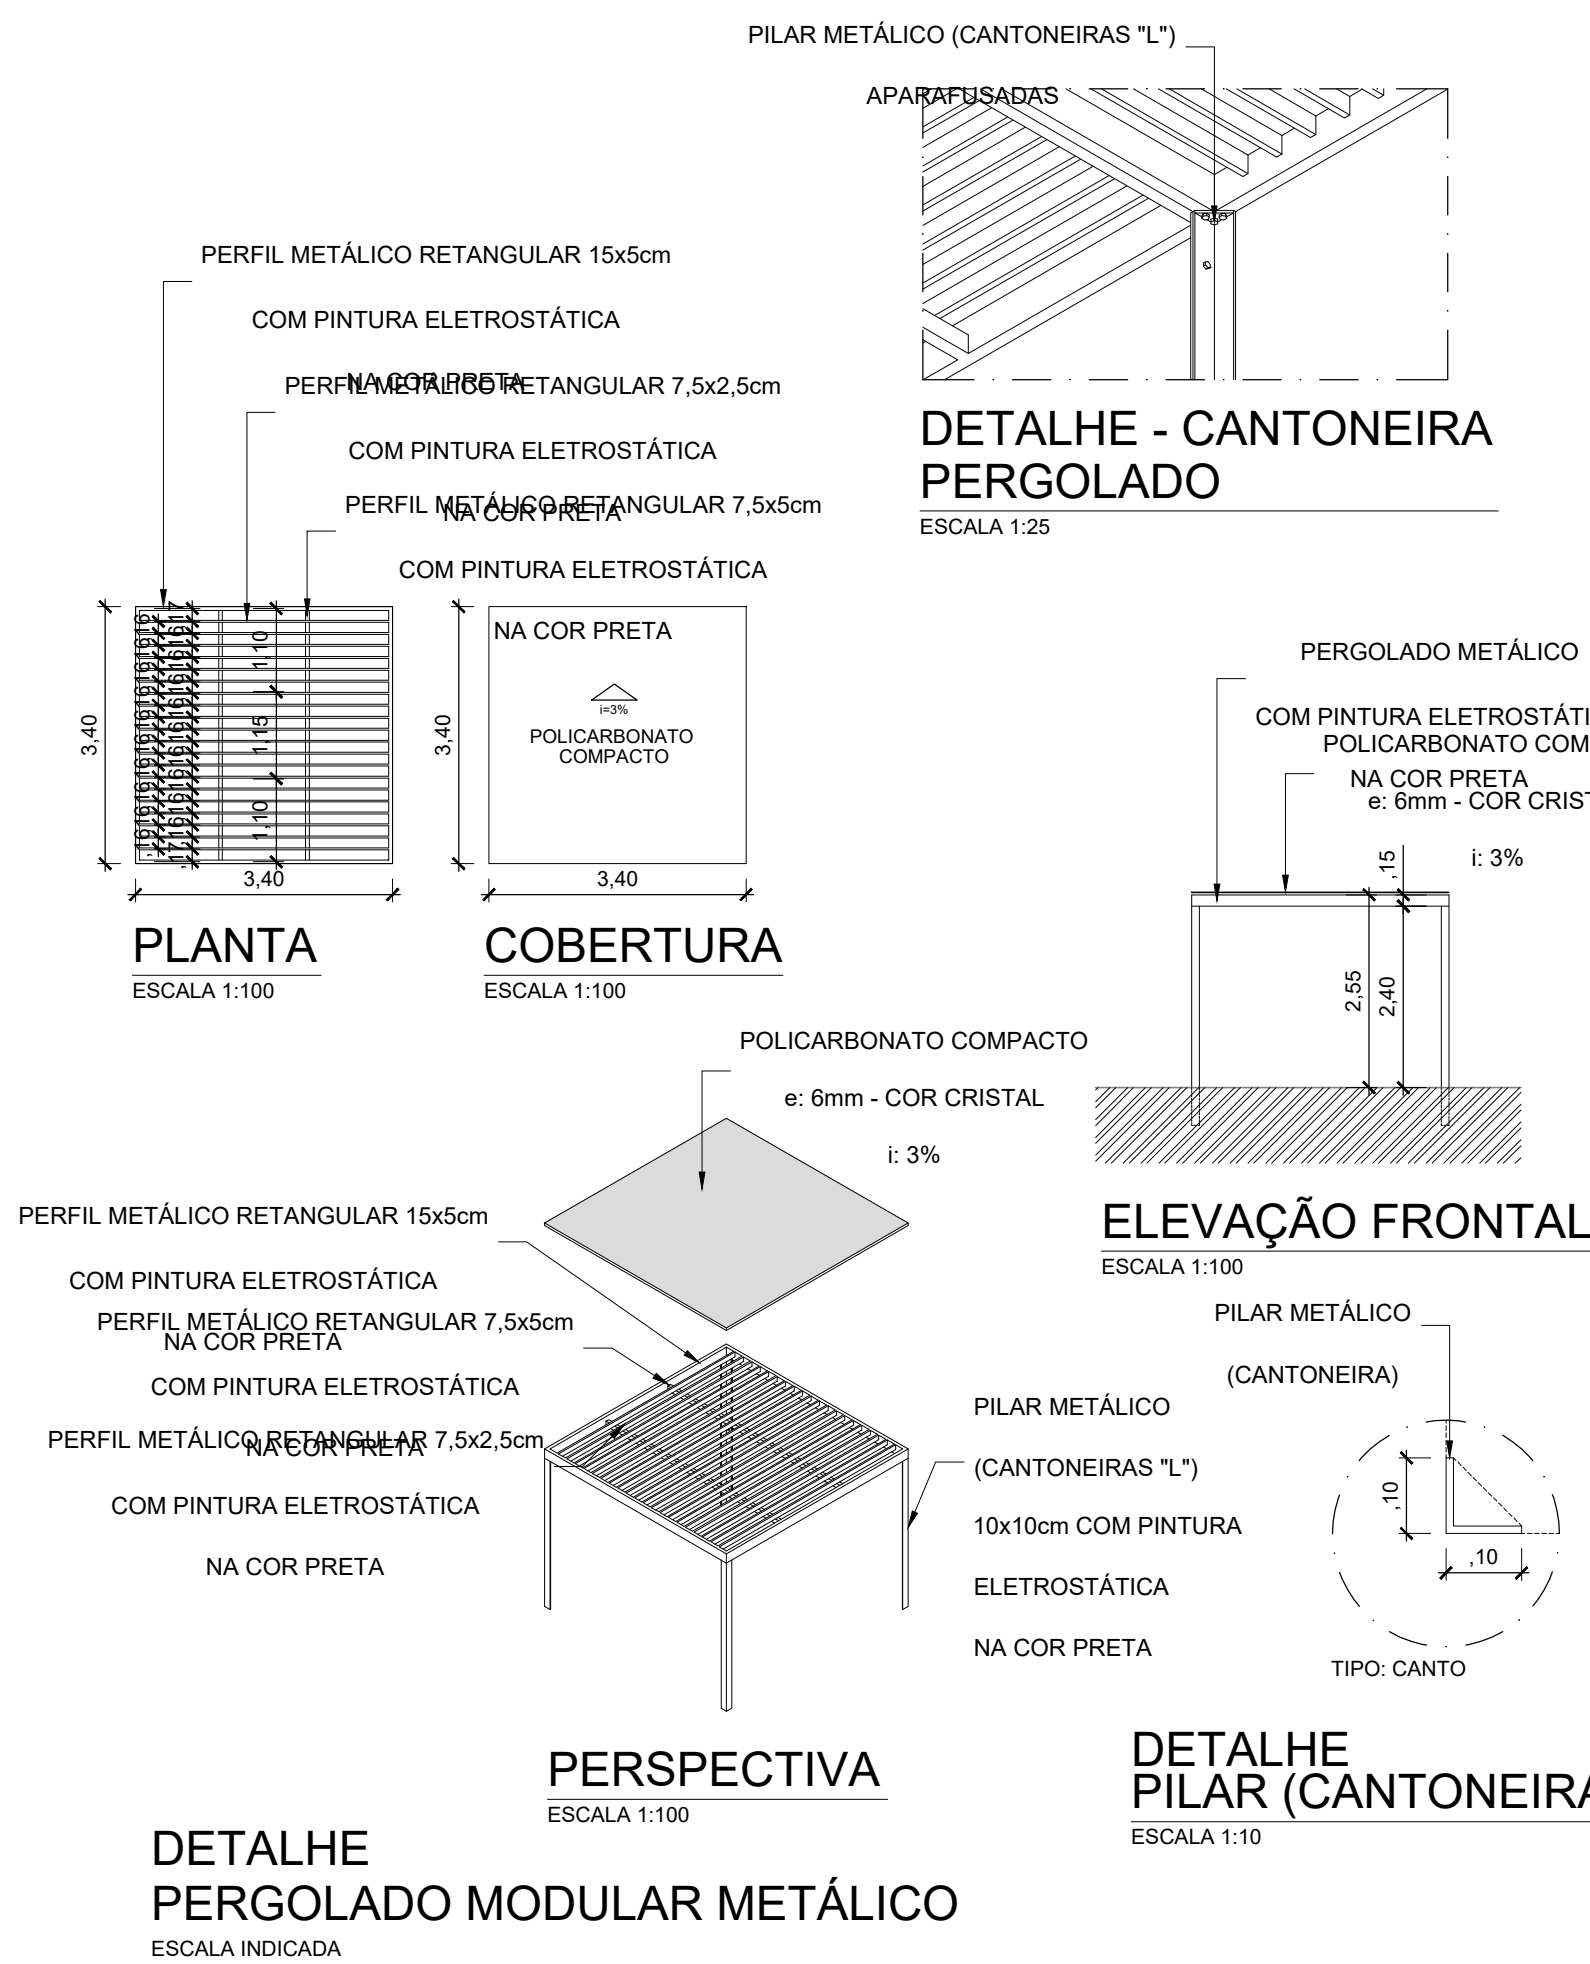 PILAR METÁLICO (CANTONEIRAS "L")
APARAFUSADAS
DETALHE - CANTONEIRA
PERGOLADO
ESCALA 1:25
PERFIL METÁLICO RETANGULAR 15x5cm
COM PINTURA ELETROSTÁTICA
NA COR PRETA
PERFIL METÁLICO RETANGULAR 7,5x2,5cm
COM PINTURA ELETROSTÁTICA
NA COR PRETA
PERFIL METÁLICO RETANGULAR 7,5x5cm
COM PINTURA ELETROSTÁTICA
NA COR PRETA
3,40
1,10
1,15
1,10
3,40
PLANTA
ESCALA 1:100
3,40
i=3%
POLICARBONATO
COMPACTO
3,40
COBERTURA
ESCALA 1:100
PERGOLADO METÁLICO
COM PINTURA ELETROSTÁTI
NA COR PRETA
POLICARBONATO COM
e: 6mm - COR CRIST
i: 3%
,15
2,55
2,40
ELEVAÇÃO FRONTAL
ESCALA 1:100
POLICARBONATO COMPACTO
e: 6mm - COR CRISTAL
i: 3%
PERFIL METÁLICO RETANGULAR 15x5cm
COM PINTURA ELETROSTÁTICA
NA COR PRETA
PERFIL METÁLICO RETANGULAR 7,5x5cm
COM PINTURA ELETROSTÁTICA
NA COR PRETA
PERFIL METÁLICO RETANGULAR 7,5x2,5cm
COM PINTURA ELETROSTÁTICA
NA COR PRETA
PILAR METÁLICO
(CANTONEIRAS "L")
10x10cm COM PINTURA
ELETROSTÁTICA
NA COR PRETA
PERSPECTIVA
ESCALA 1:100
PILAR METÁLICO
(CANTONEIRA)
,10
,10
TIPO: CANTO
DETALHE
PILAR (CANTONEIRA
ESCALA 1:10
DETALHE
PERGOLADO MODULAR METÁLICO
ESCALA INDICADA